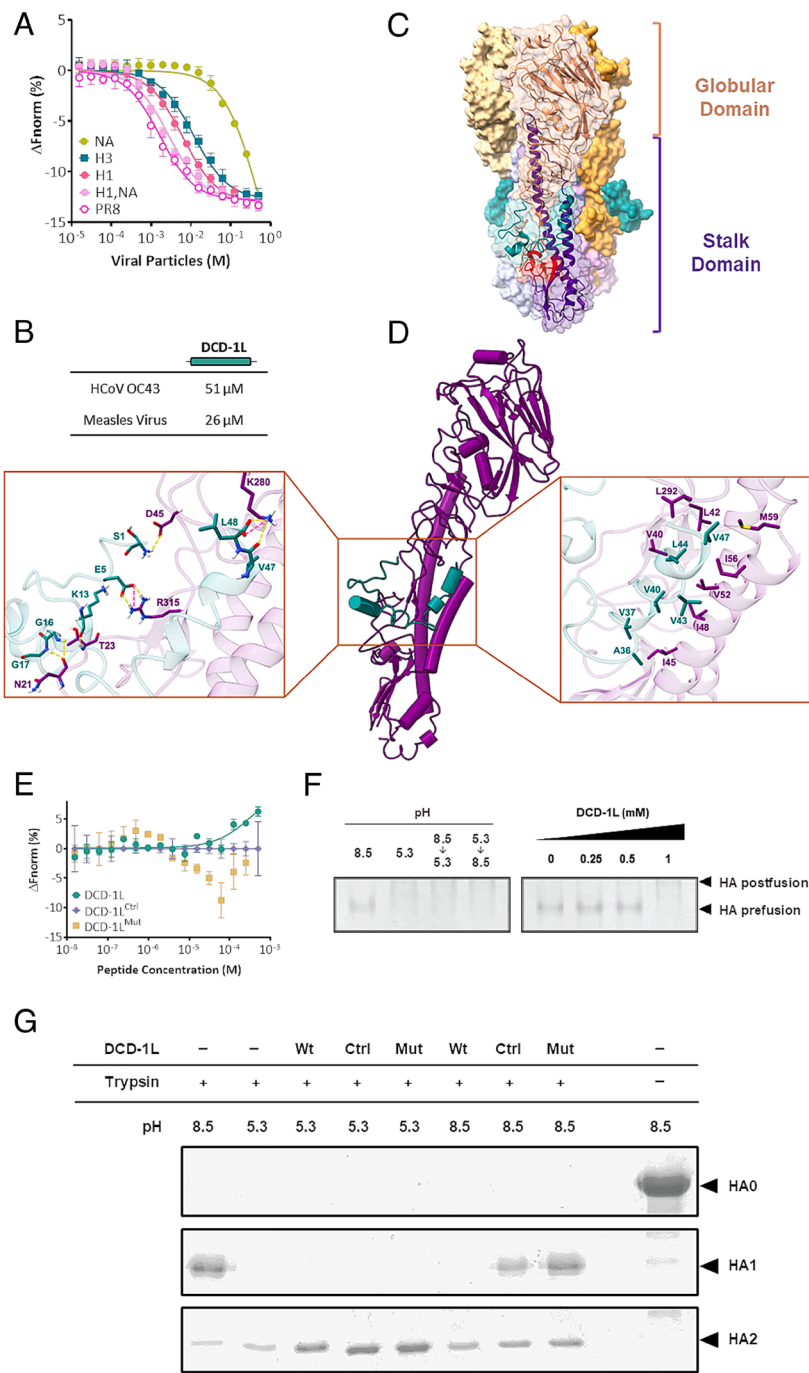 A
ΔFnorm (%)
5
0
-5
-10
-15
NA
H3
H1
H1,NA
PR8
10⁻⁵ 10⁻⁴ 10⁻³ 10⁻² 10⁻¹ 10⁰
Viral Particles (M)
C
Globular
Domain
Stalk
Domain
B
DCD-1L
HCoV OC43 51 µM
Measles Virus 26 µM
D
K280
D45
L48
S1
V47
E5
K13
R315
G16
T23
G17
N21
L292
L42
M59
V40
V47
L44
I56
V52
V40
V37
V43
I48
A36
I45
E
ΔFnorm (%)
10
5
0
-5
-10
-15
DCD-1L
DCD-1LCtrl
DCD-1LMut
10⁻⁸ 10⁻⁷ 10⁻⁶ 10⁻⁵ 10⁻⁴ 10⁻³
Peptide Concentration (M)
F
pH
8.5 5.3 8.5 5.3
↓ ↓
5.3 8.5
DCD-1L (mM)
0 0.25 0.5 1
HA postfusion
HA prefusion
G
DCD-1L – – Wt Ctrl Mut Wt Ctrl Mut –
Trypsin + + + + + + + + –
pH 8.5 5.3 5.3 5.3 5.3 8.5 8.5 8.5 8.5
HA0
HA1
HA2